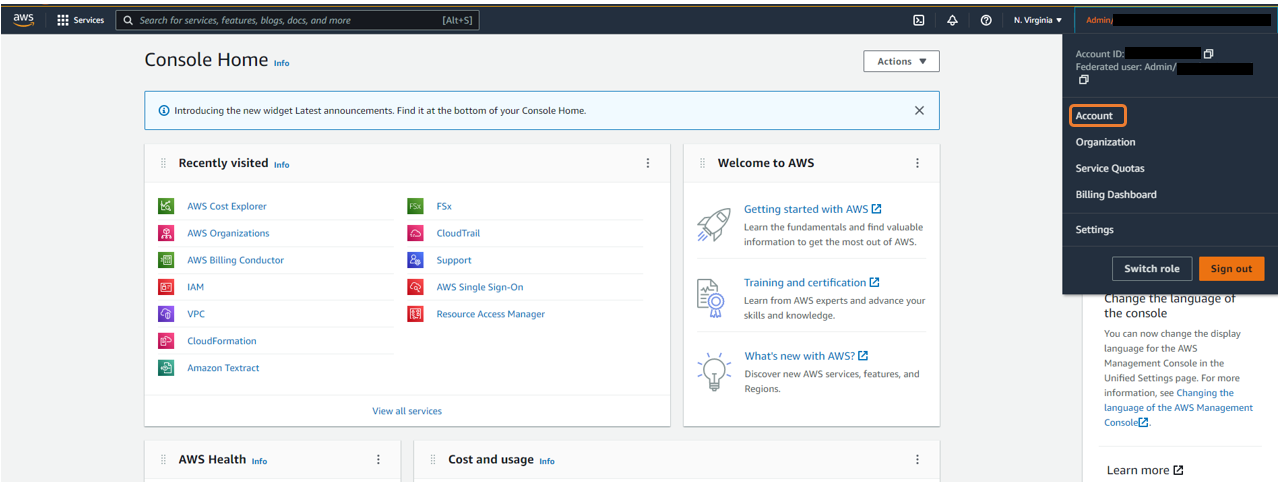 aws
Services
Search for services, features, blogs, docs, and more
[Alt+S]
N. Virginia ▼
Admin/
Account ID:
Federated user: Admin/
Account
Organization
Service Quotas
Billing Dashboard
Settings
Switch role
Sign out
Console Home Info
Actions ▼
Introducing the new widget Latest announcements. Find it at the bottom of your Console Home.
Recently visited Info
AWS Cost Explorer
AWS Organizations
AWS Billing Conductor
IAM
VPC
CloudFormation
Amazon Textract
FSx
FSx
CloudTrail
Support
AWS Single Sign-On
Resource Access Manager
View all services
Welcome to AWS
Getting started with AWS
Learn the fundamentals and find valuable
information to get the most out of AWS.
Training and certification
Learn from AWS experts and advance your
skills and knowledge.
What's new with AWS?
Discover new AWS services, features, and
Regions.
Change the language of
the console
You can now change the display
language for the AWS
Management Console in the
Unified Settings page. For more
information, see Changing the
language of the AWS Management
Console.
Learn more
AWS Health Info
Cost and usage Info